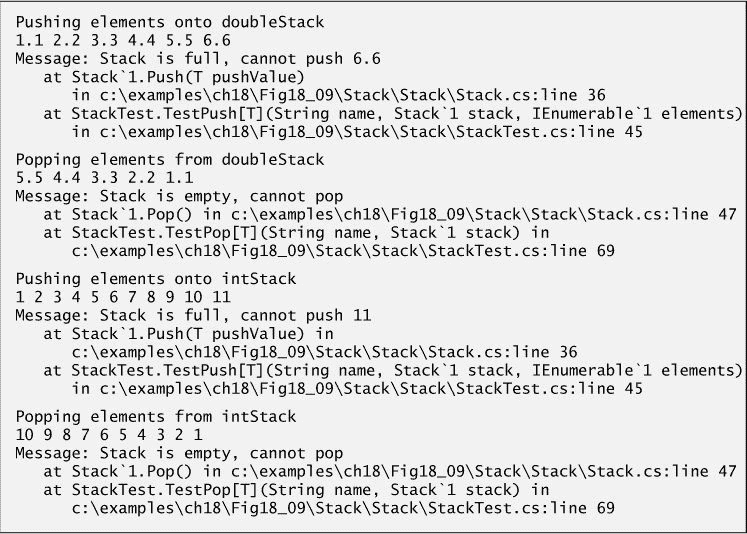 Pushing elements onto doubleStack
1.1 2.2 3.3 4.4 5.5 6.6
Message: Stack is full, cannot push 6.6
at Stack`1.Push(T pushValue)
in c:\examples\ch18\Fig18_09\Stack\Stack\Stack.cs:line 36
at StackTest.TestPush[T](String name, Stack`1 stack, IEnumerable`1 elements)
in c:\examples\ch18\Fig18_09\Stack\Stack\StackTest.cs:line 45
Popping elements from doubleStack
5.5 4.4 3.3 2.2 1.1
Message: Stack is empty, cannot pop
at Stack`1.Pop() in c:\examples\ch18\Fig18_09\Stack\Stack\Stack.cs:line 47
at StackTest.TestPop[T](String name, Stack`1 stack) in
c:\examples\ch18\Fig18_09\Stack\Stack\StackTest.cs:line 69
Pushing elements onto intStack
1 2 3 4 5 6 7 8 9 10 11
Message: Stack is full, cannot push 11
at Stack`1.Push(T pushValue) in
c:\examples\ch18\Fig18_09\Stack\Stack\Stack.cs:line 36
at StackTest.TestPush[T](String name, Stack`1 stack, IEnumerable`1 elements)
in c:\examples\ch18\Fig18_09\Stack\Stack\StackTest.cs:line 45
Popping elements from intStack
10 9 8 7 6 5 4 3 2 1
Message: Stack is empty, cannot pop
at Stack`1.Pop() in c:\examples\ch18\Fig18_09\Stack\Stack\Stack.cs:line 47
at StackTest.TestPop[T](String name, Stack`1 stack) in
c:\examples\ch18\Fig18_09\Stack\Stack\StackTest.cs:line 69